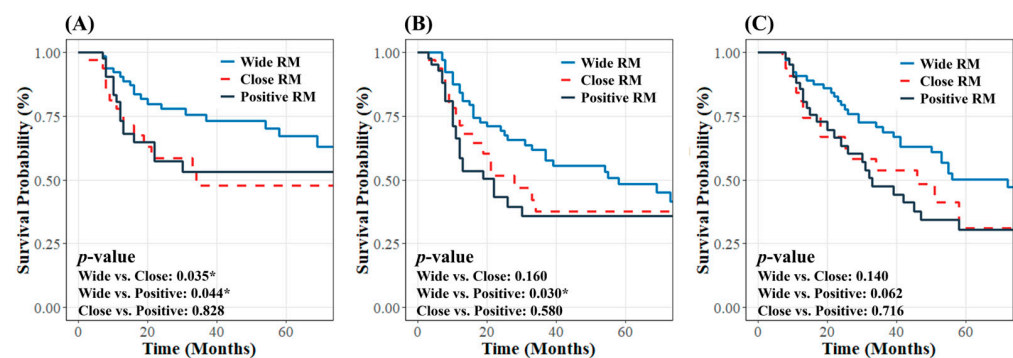 (A)
Survival Probability (%)
1.00
0.75
0.50
0.25
0.00
Wide RM
Close RM
Positive RM
p-value
Wide vs. Close: 0.035*
Wide vs. Positive: 0.044*
Close vs. Positive: 0.828
0
20
40
60
Time (Months)
(B)
Survival Probability (%)
1.00
0.75
0.50
0.25
0.00
Wide RM
Close RM
Positive RM
p-value
Wide vs. Close: 0.160
Wide vs. Positive: 0.030*
Close vs. Positive: 0.580
0
20
40
60
Time (Months)
(C)
Survival Probability (%)
1.00
0.75
0.50
0.25
0.00
Wide RM
Close RM
Positive RM
p-value
Wide vs. Close: 0.140
Wide vs. Positive: 0.062
Close vs. Positive: 0.716
0
20
40
60
Time (Months)